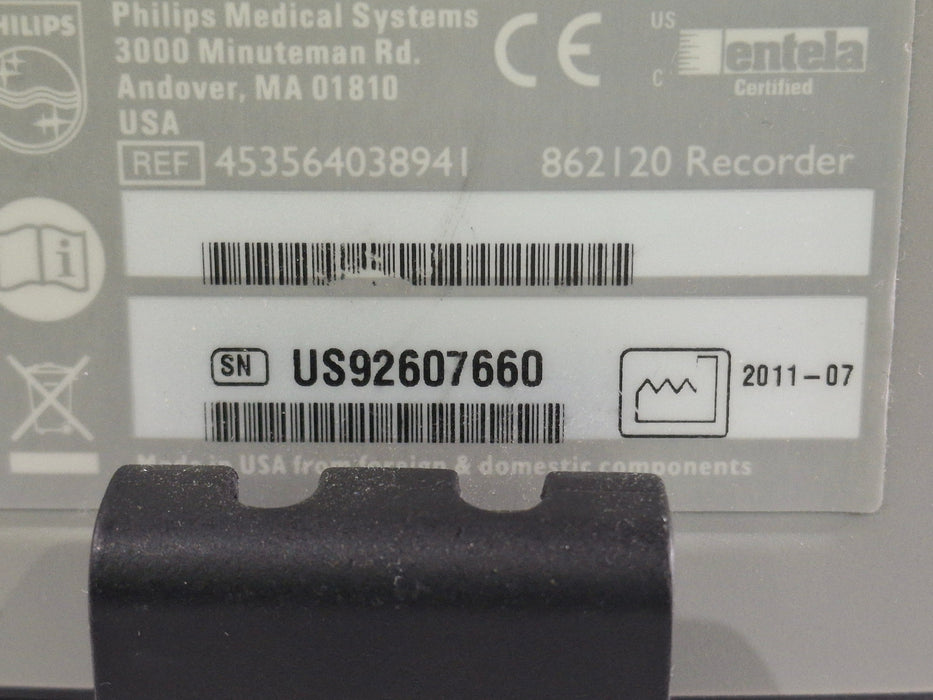 PHILIPS
Philips Medical Systems
3000 Minuteman Rd.
Andover, MA 01810
USA
CE
US
C
entela
Certified
REF 453564038941 862120 Recorder
i
SN US92607660
2011-07
Made in USA from foreign & domestic components